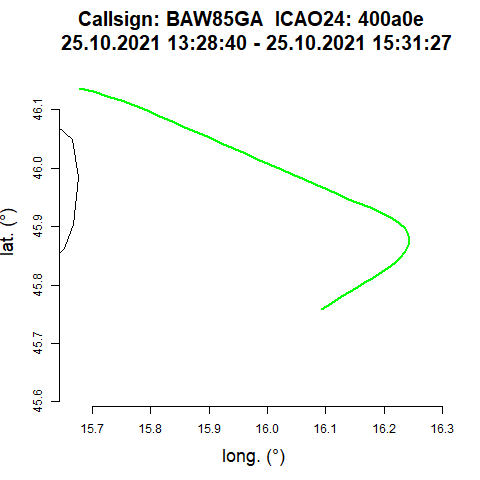 Callsign: BAW85GA  ICAO24: 400a0e
25.10.2021 13:28:40 - 25.10.2021 15:31:27
46.1
46.0
45.9
45.8
45.7
45.6
lat. (°)
15.7 15.8 15.9 16.0 16.1 16.2 16.3
long. (°)